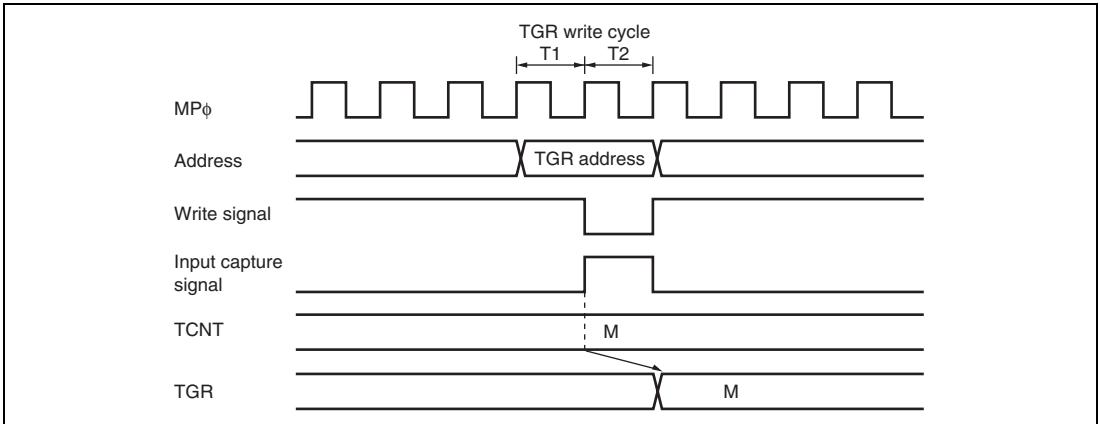 TGR write cycle
T1 T2
MPϕ
Address
TGR address
Write signal
Input capture
signal
TCNT
M
TGR
M